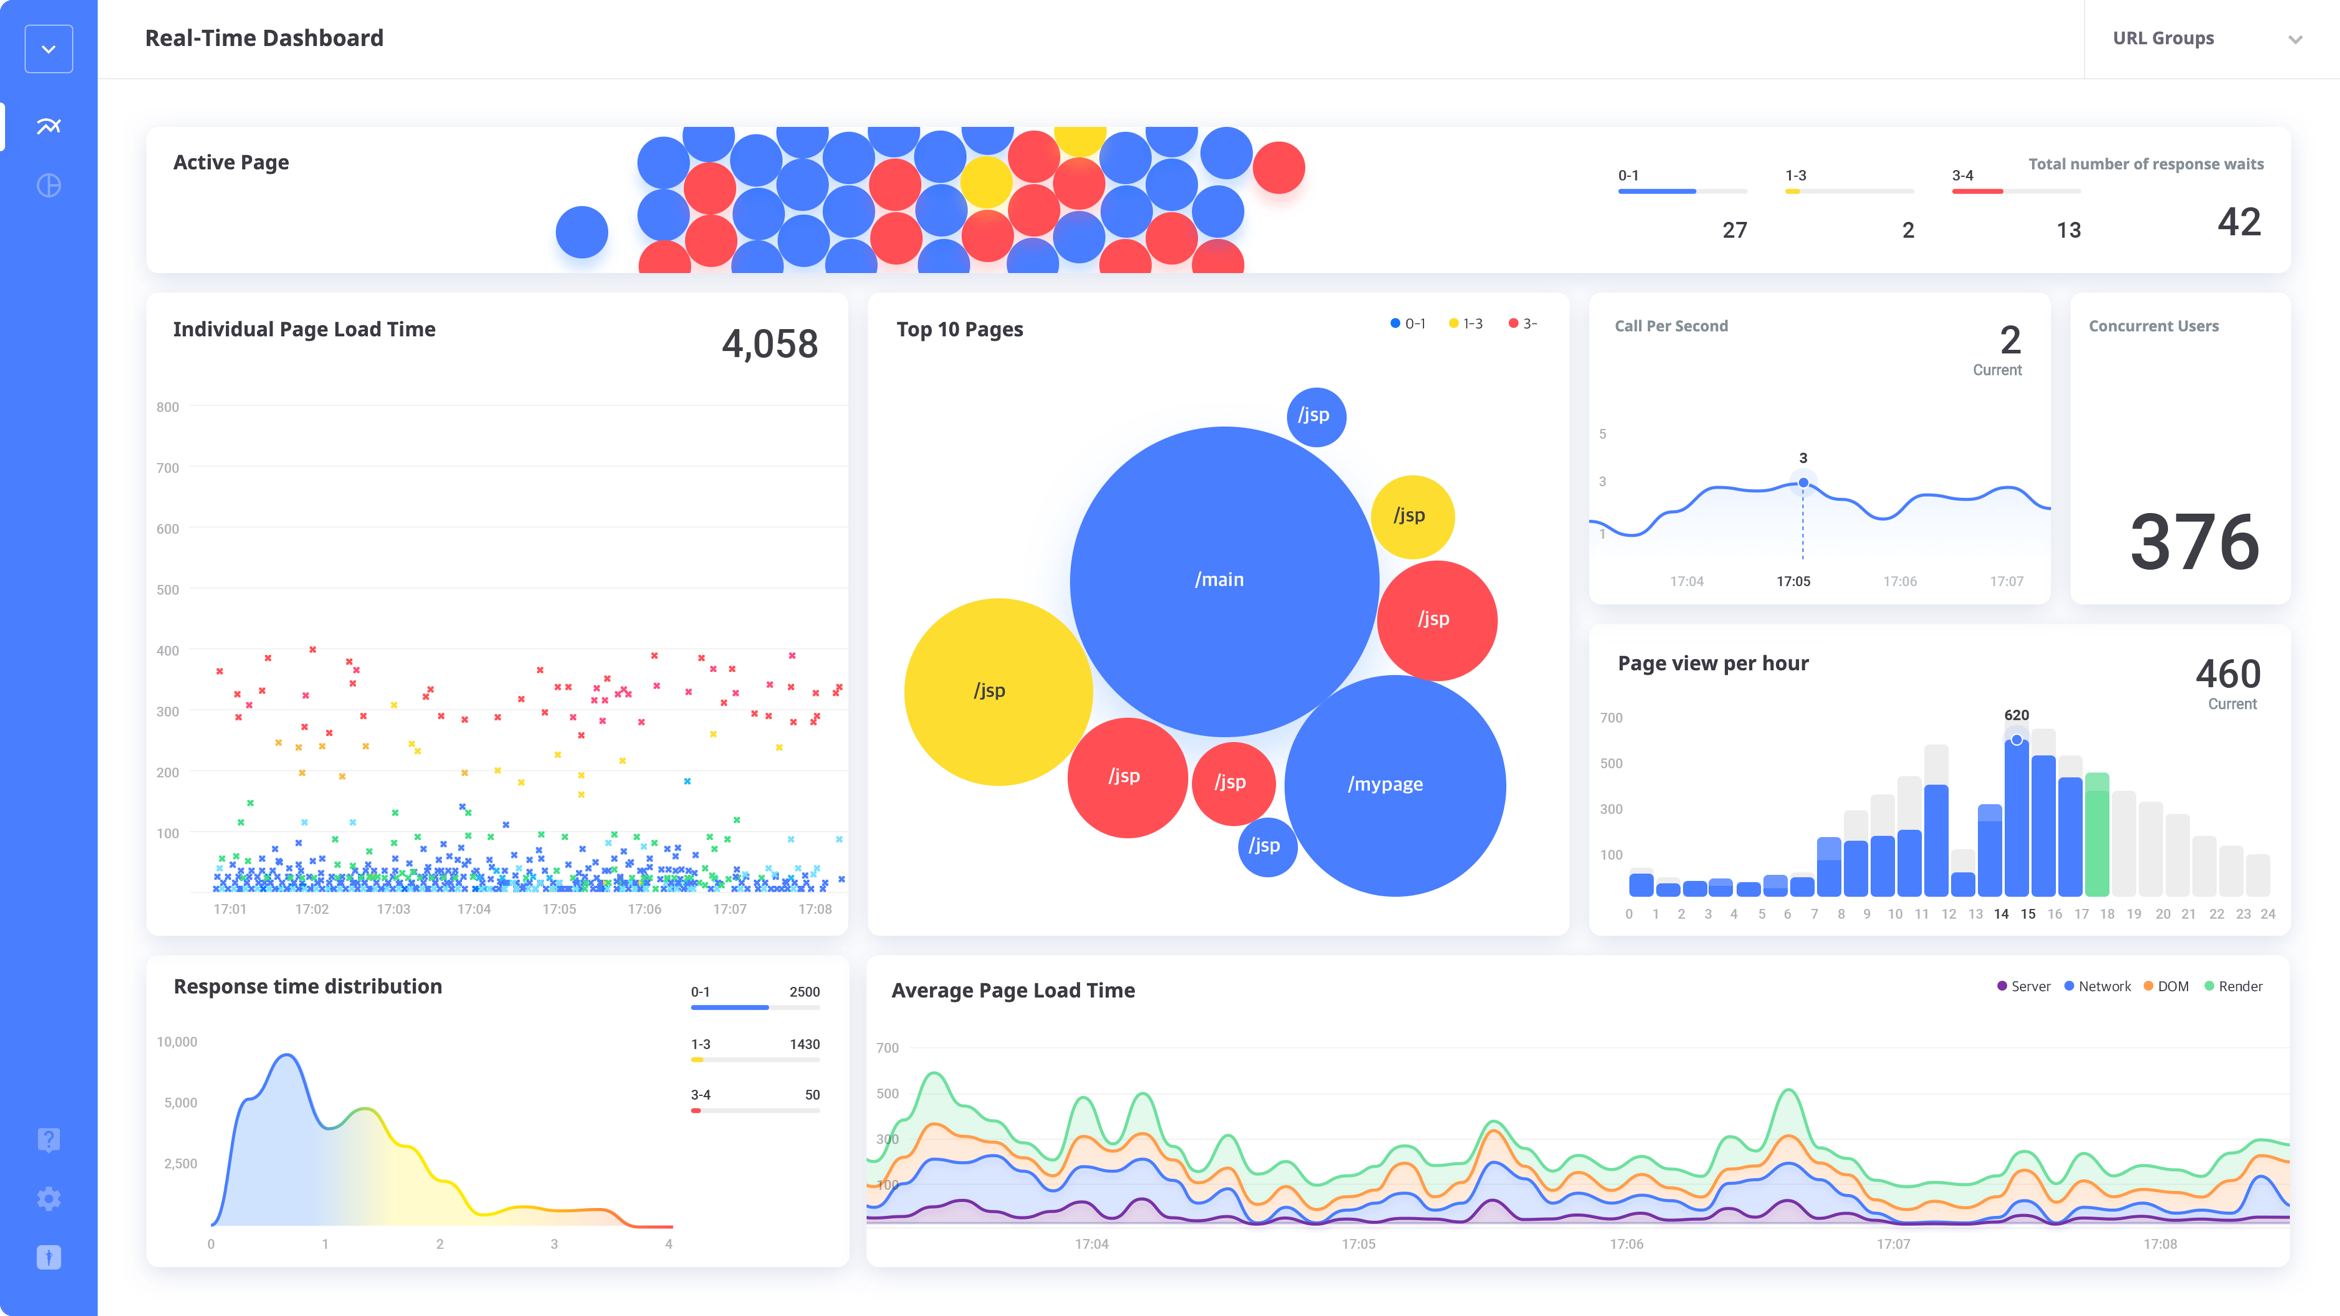 Real-Time Dashboard
URL Groups
Active Page
0-1
27
1-3
2
3-4
13
Total number of response waits
42
Individual Page Load Time
4,058
800
700
600
500
400
300
200
100
17:01 17:02 17:03 17:04 17:05 17:06 17:07 17:08
Top 10 Pages
0-1 1-3 3-
/jsp
/jsp
/main
/jsp
/jsp
/jsp
/jsp
/mypage
/jsp
Call Per Second
2
Current
5
3
3
1
17:04 17:05 17:06 17:07
Concurrent Users
376
Page view per hour
460
Current
620
700
500
300
100
0 1 2 3 4 5 6 7 8 9 10 11 12 13 14 15 16 17 18 19 20 21 22 23 24
Response time distribution
0-1 2500
1-3 1430
3-4 50
10,000
5,000
2,500
0 1 2 3 4
Average Page Load Time
Server Network DOM Render
700
500
300
100
17:04 17:05 17:06 17:07 17:08